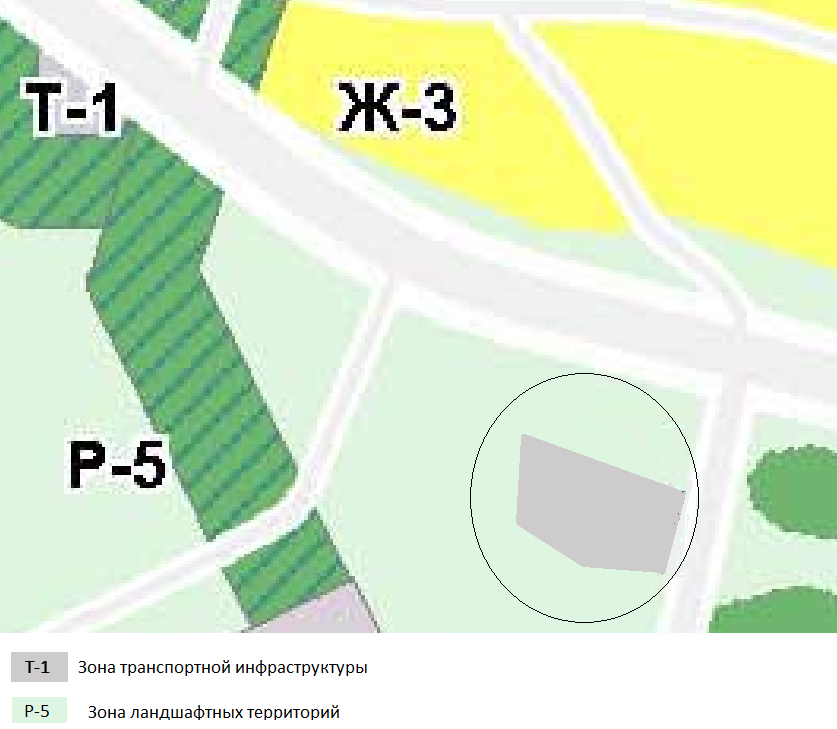 Т-1
Ж-3
Р-5
Т-1 Зона транспортной инфраструктуры
Р-5 Зона ландшафтных территорий